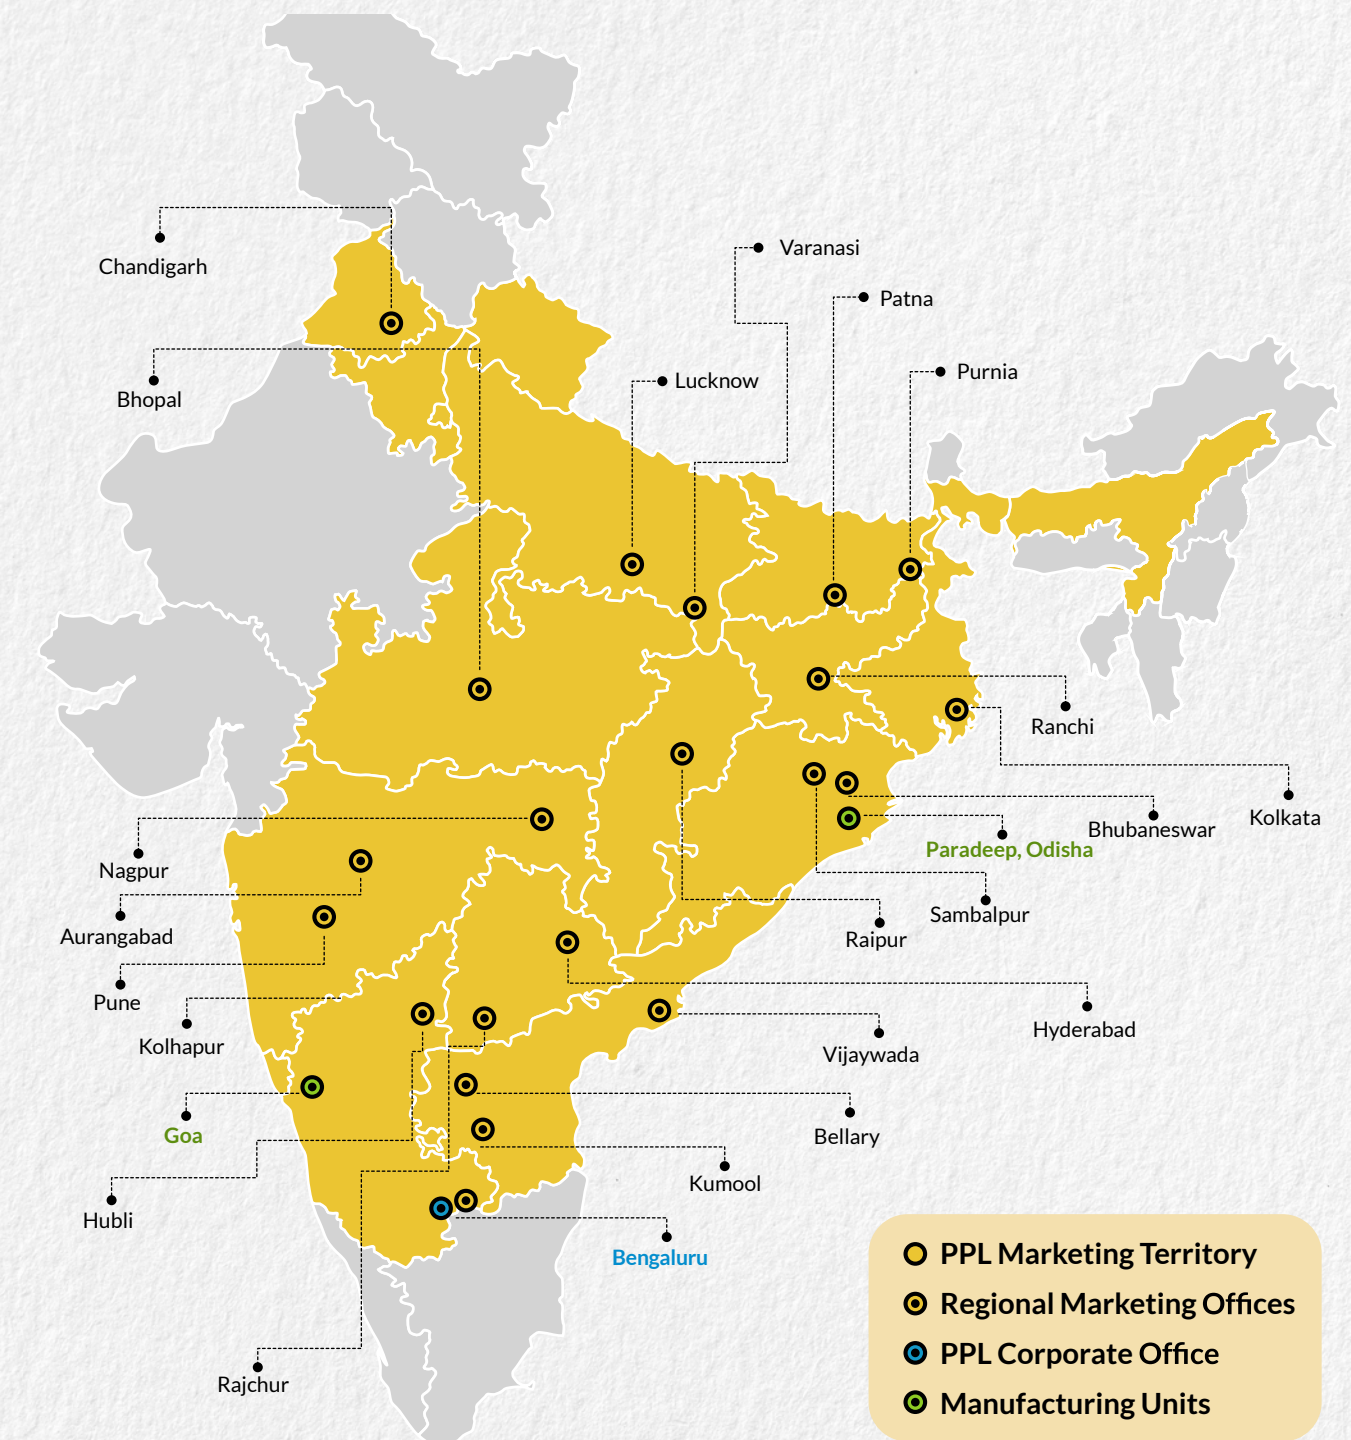 Chandigarh
Varanasi
Patna
Purnia
Lucknow
Bhopal
Ranchi
Kolkata
Bhubaneswar
Paradeep, Odisha
Nagpur
Sambalpur
Aurangabad
Raipur
Pune
Hyderabad
Kolhapur
Vijaywada
Goa
Bellary
Kumool
Hubli
Bengaluru
Rajchur
PPL Marketing Territory
Regional Marketing Offices
PPL Corporate Office
Manufacturing Units